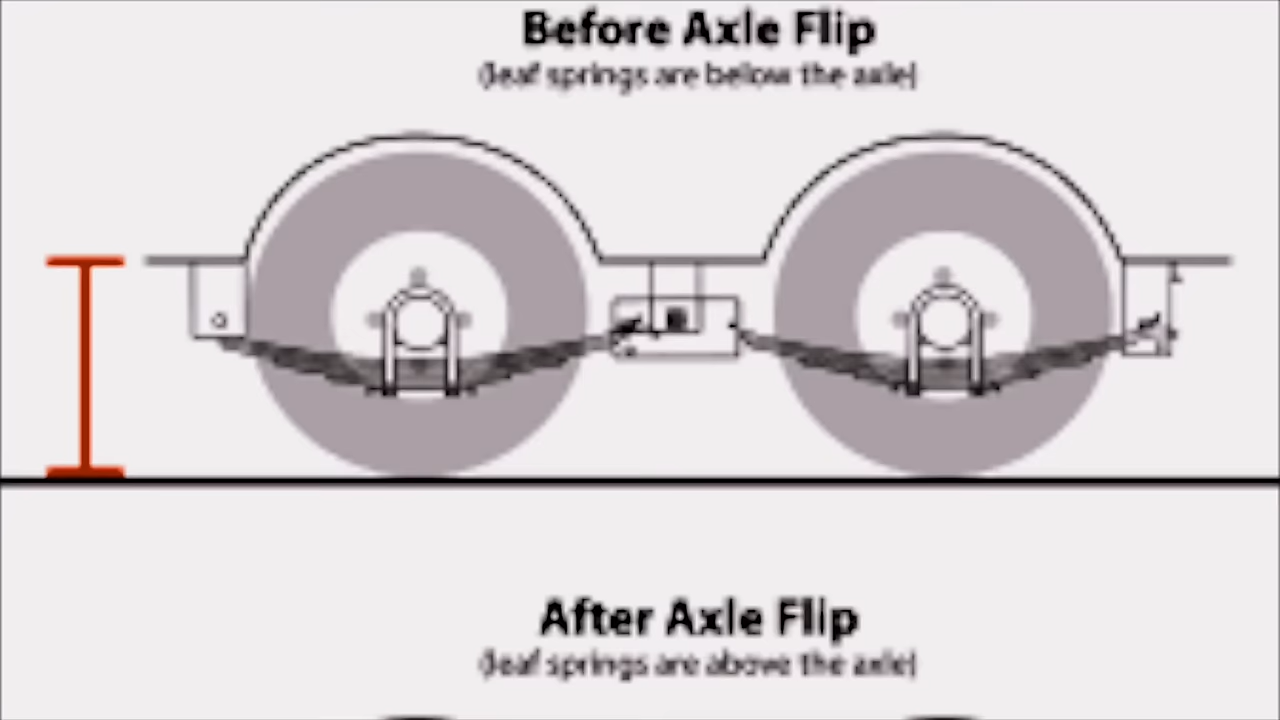 Before Axle Flip
(leaf springs are below the axle)
After Axle Flip
(leaf springs are above the axle)